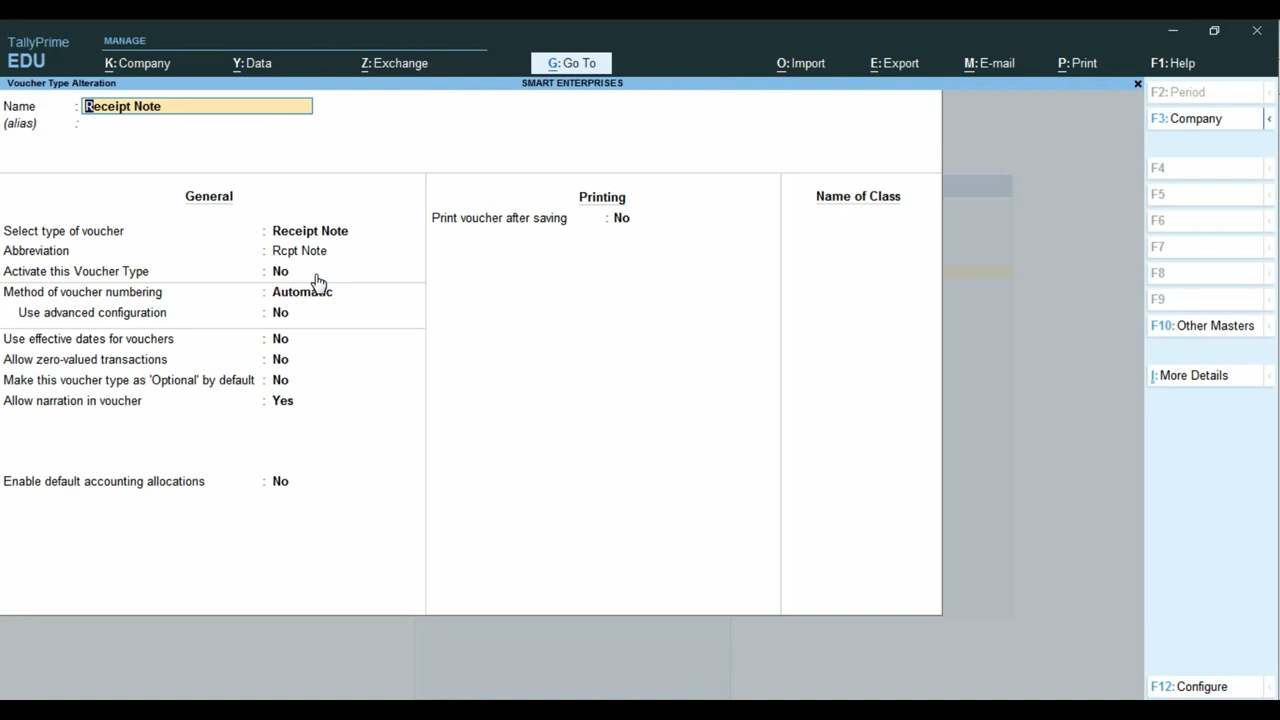 TallyPrime
EDU
MANAGE
K: Company
Y: Data
Z: Exchange
G: Go To
O: Import
E: Export
M: E-mail
P: Print
F1: Help
Voucher Type Alteration
SMART ENTERPRISES
Name : Receipt Note
(alias) :
General
Select type of voucher : Receipt Note
Abbreviation : Rcpt Note
Activate this Voucher Type : No
Method of voucher numbering : Automatic
Use advanced configuration : No
Use effective dates for vouchers : No
Allow zero-valued transactions : No
Make this voucher type as 'Optional' by default : No
Allow narration in voucher : Yes
Enable default accounting allocations : No
Printing
Print voucher after saving : No
Name of Class
F2: Period
F3: Company
F4
F5
F6
F7
F8
F9
F10: Other Masters
I: More Details
F12: Configure